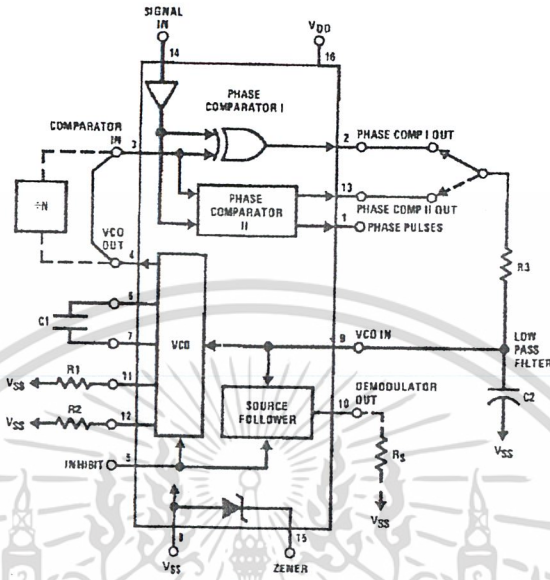 SIGNAL
IN
14
VDD
16
PHASE
COMPARATOR I
COMPARATOR
IN
3
2
PHASE COMP I OUT
÷N
PHASE
COMPARATOR
II
13
PHASE COMP II OUT
1
PHASE PULSES
VCO
OUT
4
R3
6
C1
7
VCO
9
VCO IN
LOW
PASS
FILTER
R1
VSS
11
DEMODULATOR
OUT
10
SOURCE
FOLLOWER
C2
R2
VSS
12
VSS
RS
INHIBIT
5
VSS
8
VSS
15
ZENER